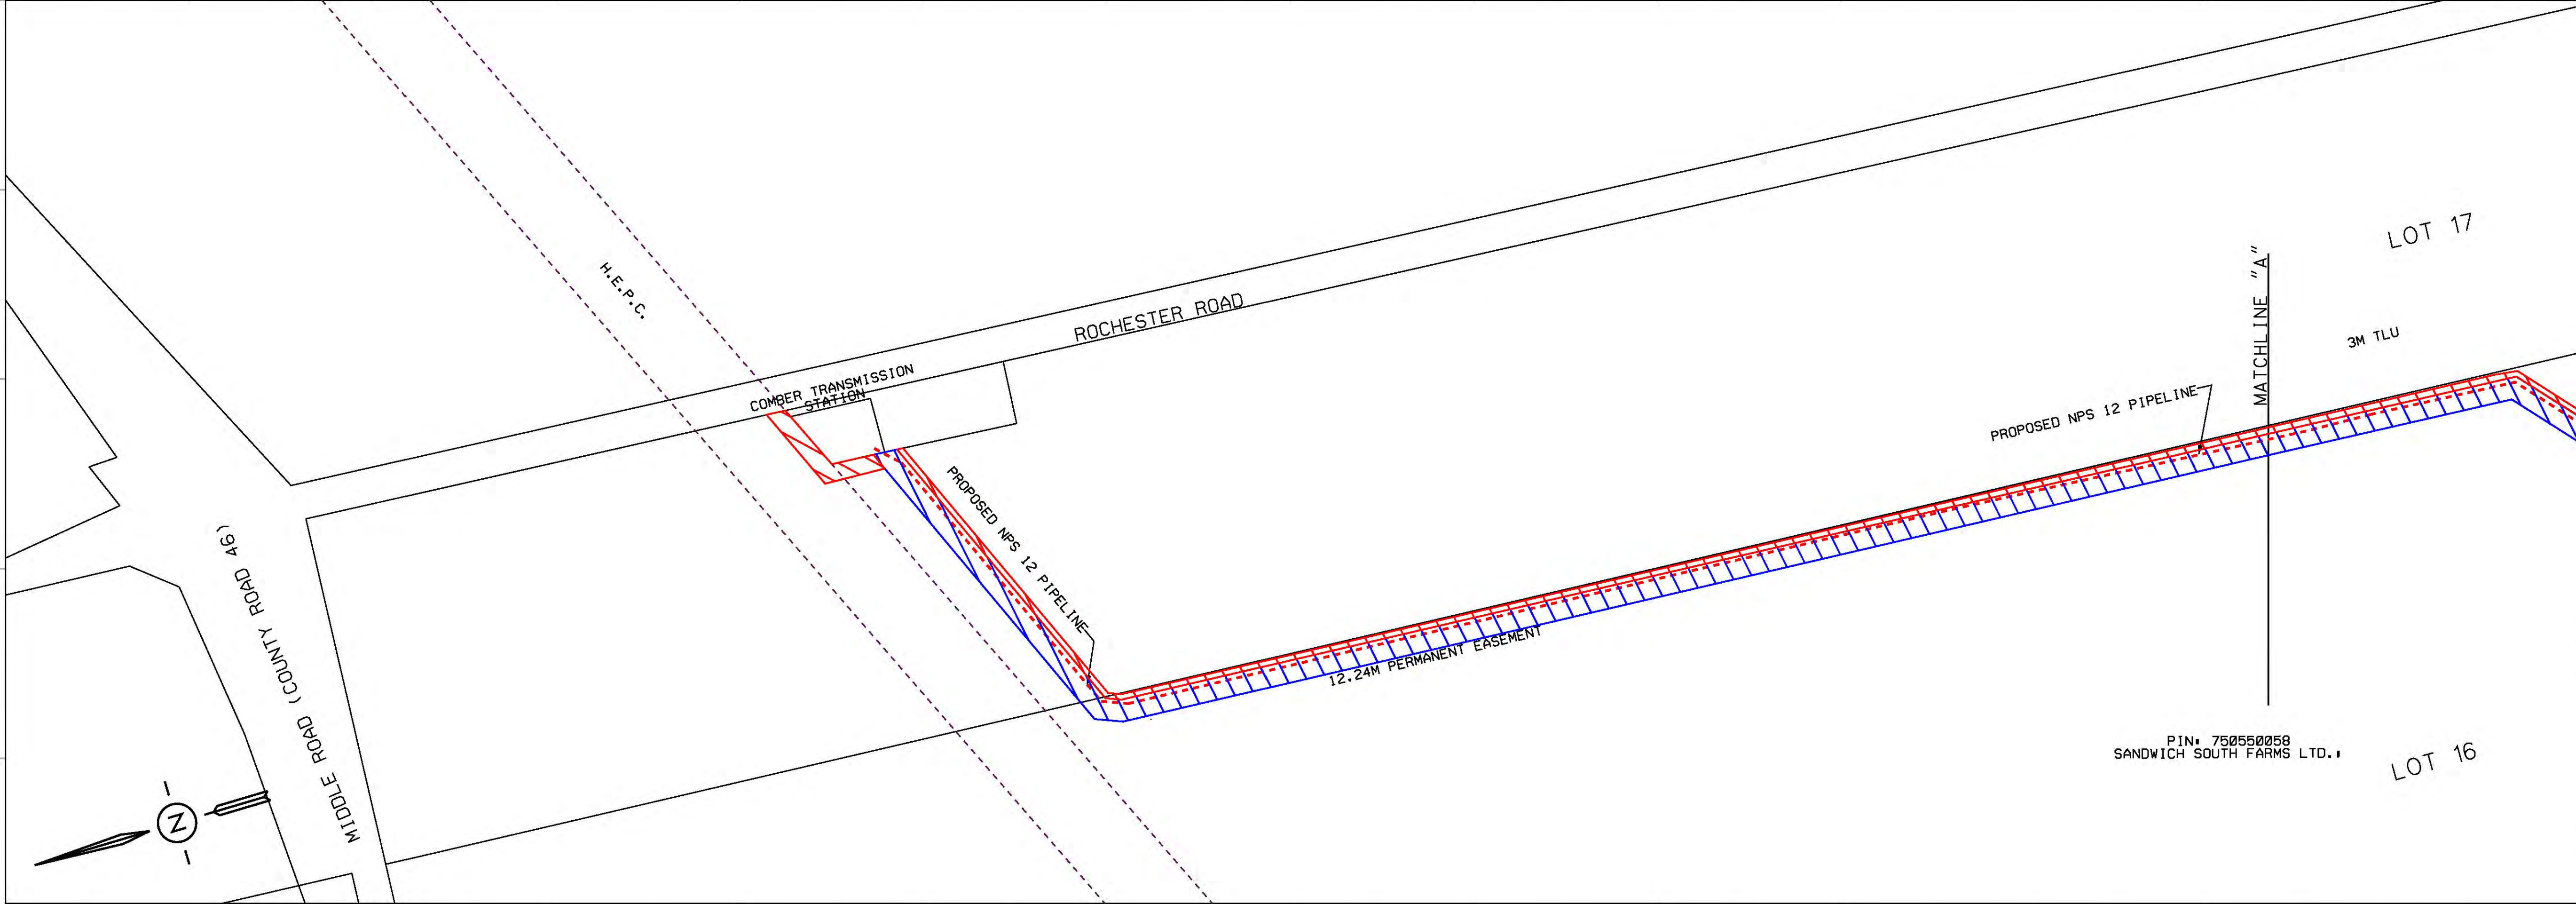 LOT 17
MATCHLINE "A"
H.E.P.C.
ROCHESTER ROAD
3M TLU
COMBER TRANSMISSION
STATION
PROPOSED NPS 12 PIPELINE
PROPOSED NPS 12 PIPELINE
MIDDLE ROAD (COUNTY ROAD 46)
12.24M PERMANENT EASEMENT
PIN: 750550058
SANDWICH SOUTH FARMS LTD.;
LOT 16
N